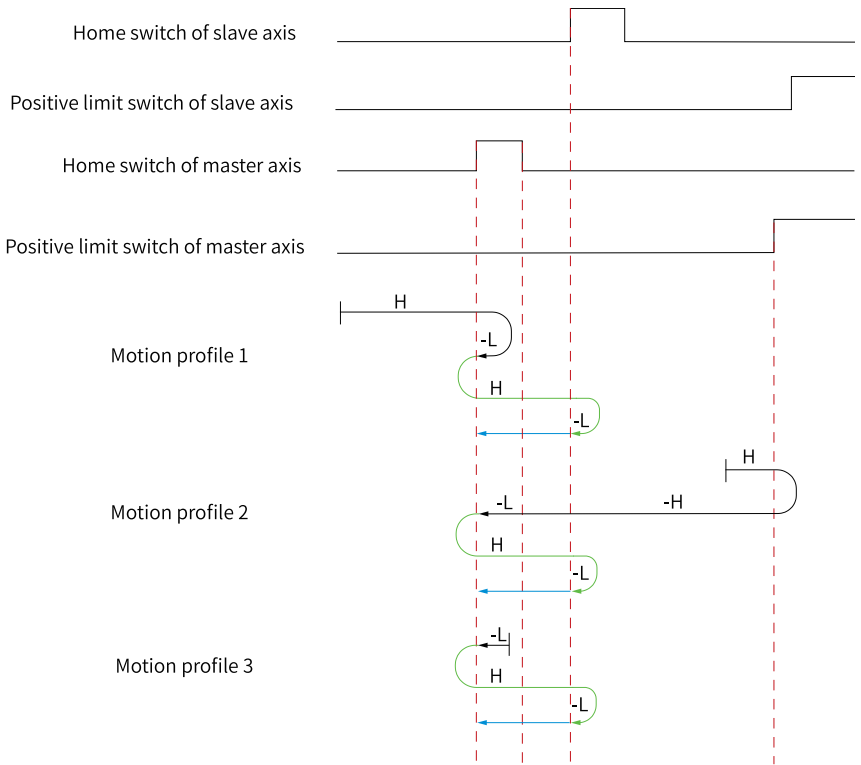 Home switch of slave axis
Positive limit switch of slave axis
Home switch of master axis
Positive limit switch of master axis
H
-L
Motion profile 1
H
-L
H
-L
-H
Motion profile 2
H
-L
-L
Motion profile 3
H
-L